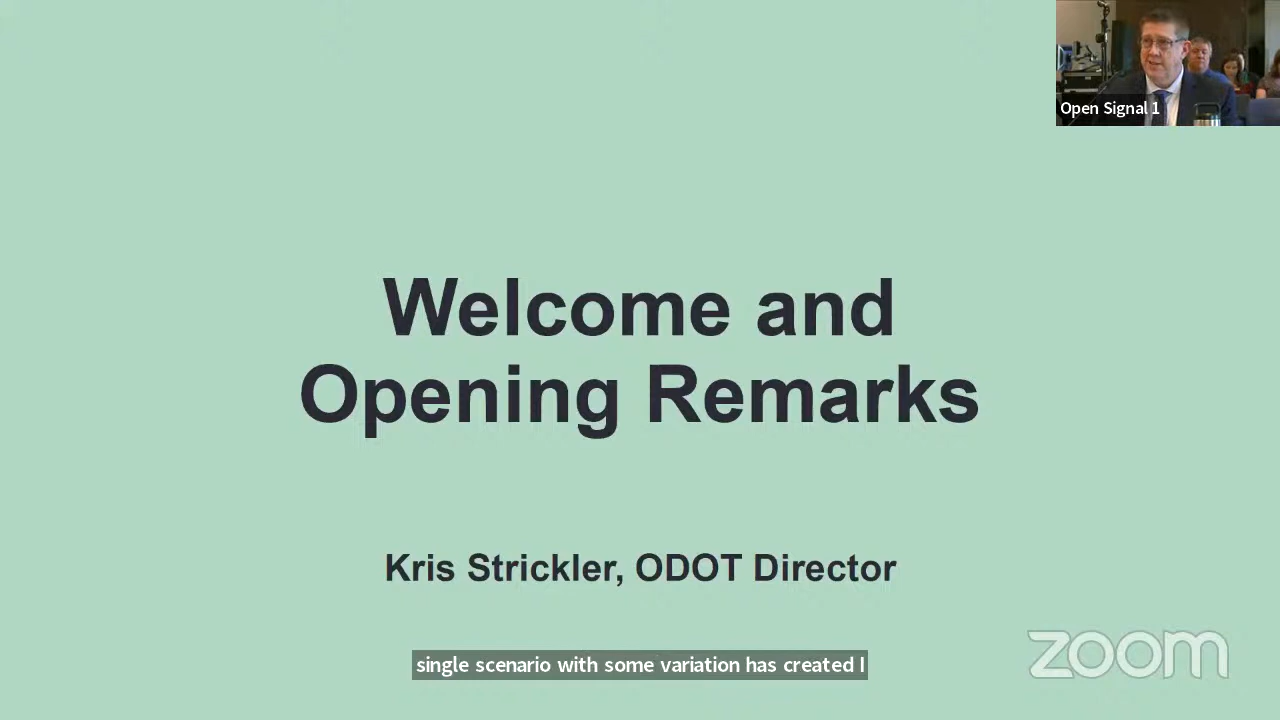 Open Signal 1
Welcome and
Opening Remarks
Kris Strickler, ODOT Director
single scenario with some variation has created I
zoom